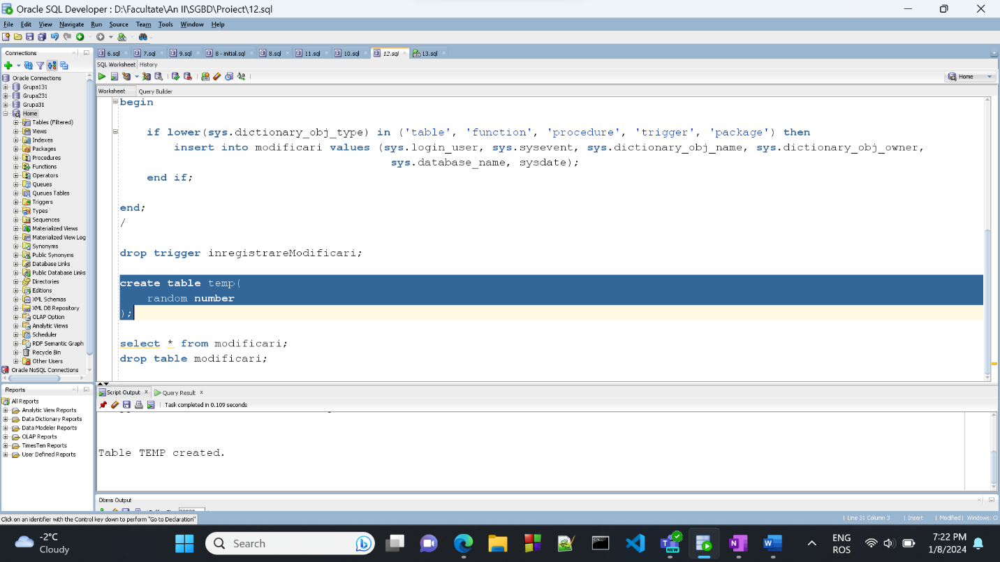 Oracle SQL Developer : D:\Facultate\An II\SGBD\Proiect\12.sql
File Edit View Navigate Run Source Team Tools Window Help
Connections
6.sql 7.sql 9.sql 8 - initial.sql 8.sql 11.sql 10.sql 12.sql 13.sql
SQL Worksheet History
Home
Worksheet Query Builder
Oracle Connections
Grupa131
Grupa231
Grupa31
Home
Tables (Filtered)
Views
Indexes
Packages
Procedures
Functions
Operators
Queues
Queues Tables
Triggers
Types
Sequences
Materialized Views
Materialized View Log
Synonyms
Public Synonyms
Database Links
Public Database Links
Directories
Editions
XML Schemas
XML DB Repository
OLAP Option
Analytic Views
Scheduler
RDF Semantic Graph
Recycle Bin
Other Users
Oracle NoSQL Connections
begin
if lower(sys.dictionary_obj_type) in ('table', 'function', 'procedure', 'trigger', 'package') then
insert into modificari values (sys.login_user, sys.sysevent, sys.dictionary_obj_name, sys.dictionary_obj_owner,
sys.database_name, sysdate);
end if;
end;
/
drop trigger inregistrareModificari;
create table temp(
random number
);
select * from modificari;
drop table modificari;
Reports
All Reports
Analytic View Reports
Data Dictionary Reports
Data Modeler Reports
OLAP Reports
TimesTen Reports
User Defined Reports
Script Output Query Result
Task completed in 0.109 seconds
Table TEMP created.
Dbms Output
Click on an identifier with the Control key down to perform "Go to Declaration"
Line 31 Column 3 Insert Modified Windows: Cl
-2°C
Cloudy
Search
NEW
ENG
ROS
7:22 PM
1/8/2024